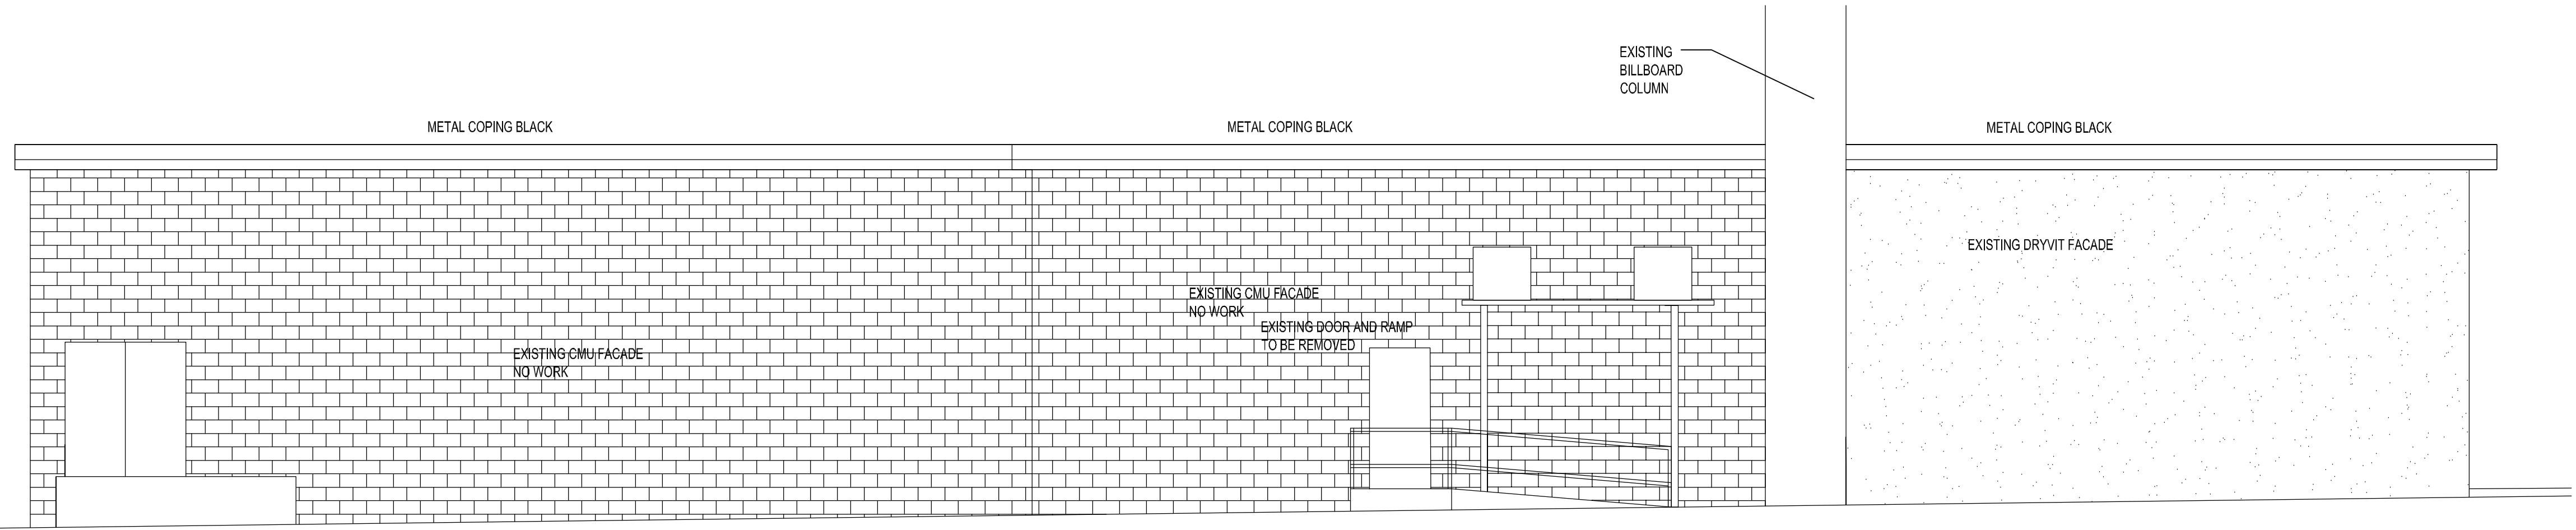 EXISTING
BILLBOARD
COLUMN
METAL COPING BLACK
METAL COPING BLACK
METAL COPING BLACK
EXISTING DRYVIT FACADE
EXISTING CMU FACADE
NO WORK
EXISTING DOOR AND RAMP
TO BE REMOVED
EXISTING CMU FACADE
NO WORK